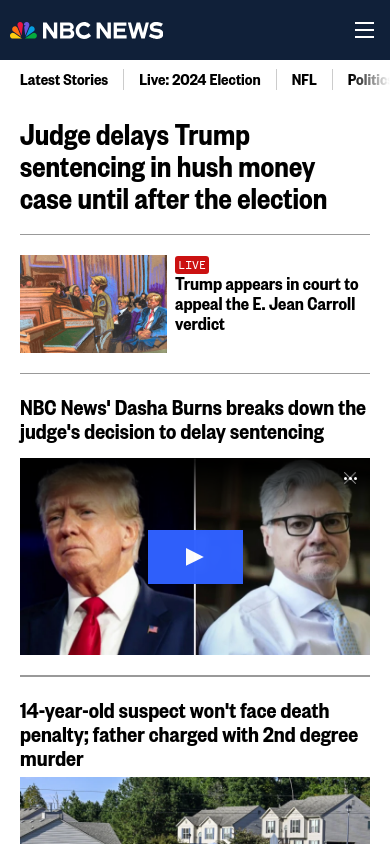 NBC NEWS
Latest Stories
Live: 2024 Election
NFL
Judge delays Trump
sentencing in hush money
case until after the election
LIVE
Trump appears in court to
appeal the E. Jean Carroll
verdict
NBC News' Dasha Burns breaks down the
judge's decision to delay sentencing
14-year-old suspect won't face death
penalty; father charged with 2nd degree
murder